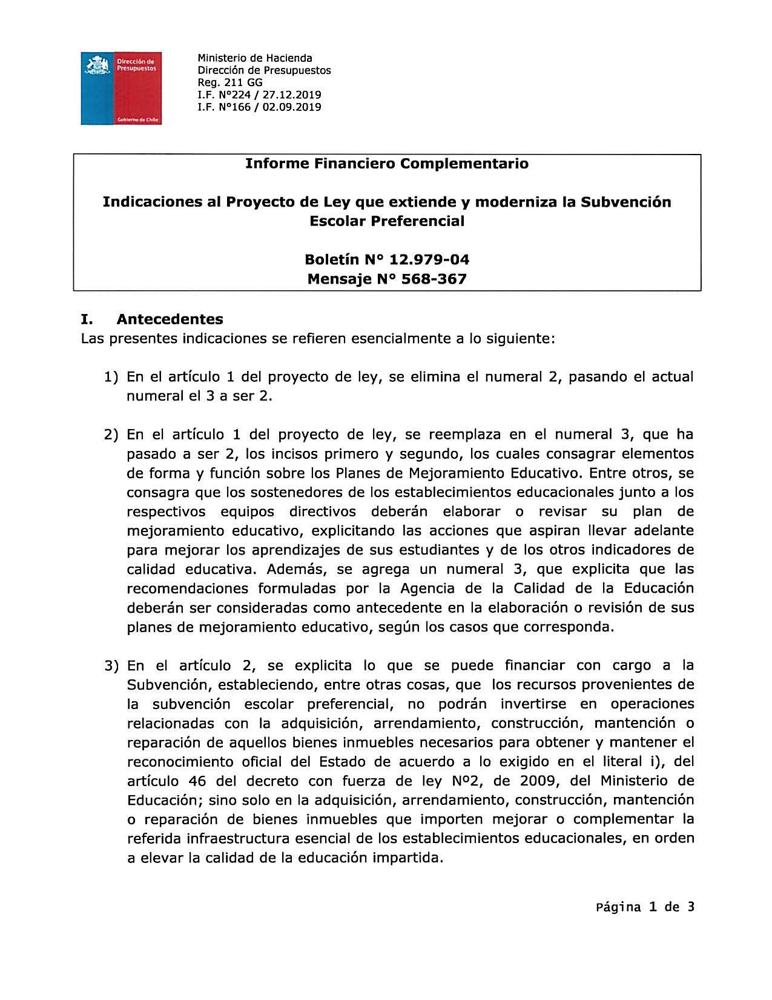 Dirección de
Presupuestos
Gobierno de Chile
Ministerio de Hacienda
Dirección de Presupuestos
Reg. 211 GG
I.F. Nº224 / 27.12.2019
I.F. Nº166 / 02.09.2019
Informe Financiero Complementario
Indicaciones al Proyecto de Ley que extiende y moderniza la Subvención
Escolar Preferencial
Boletín Nº 12.979-04
Mensaje Nº 568-367
I. Antecedentes
Las presentes indicaciones se refieren esencialmente a lo siguiente:
1) En el artículo 1 del proyecto de ley, se elimina el numeral 2, pasando el actual
numeral el 3 a ser 2.
2) En el artículo 1 del proyecto de ley, se reemplaza en el numeral 3, que ha
pasado a ser 2, los incisos primero y segundo, los cuales consagrar elementos
de forma y función sobre los Planes de Mejoramiento Educativo. Entre otros, se
consagra que los sostenedores de los establecimientos educacionales junto a los
respectivos equipos directivos deberán elaborar o revisar su plan de
mejoramiento educativo, explicitando las acciones que aspiran llevar adelante
para mejorar los aprendizajes de sus estudiantes y de los otros indicadores de
calidad educativa. Además, se agrega un numeral 3, que explicita que las
recomendaciones formuladas por la Agencia de la Calidad de la Educación
deberán ser consideradas como antecedente en la elaboración o revisión de sus
planes de mejoramiento educativo, según los casos que corresponda.
3) En el artículo 2, se explicita lo que se puede financiar con cargo a la
Subvención, estableciendo, entre otras cosas, que los recursos provenientes de
la subvención escolar preferencial, no podrán invertirse en operaciones
relacionadas con la adquisición, arrendamiento, construcción, mantención o
reparación de aquellos bienes inmuebles necesarios para obtener y mantener el
reconocimiento oficial del Estado de acuerdo a lo exigido en el literal i), del
artículo 46 del decreto con fuerza de ley Nº2, de 2009, del Ministerio de
Educación; sino solo en la adquisición, arrendamiento, construcción, mantención
o reparación de bienes inmuebles que importen mejorar o complementar la
referida infraestructura esencial de los establecimientos educacionales, en orden
a elevar la calidad de la educación impartida.
Página 1 de 3